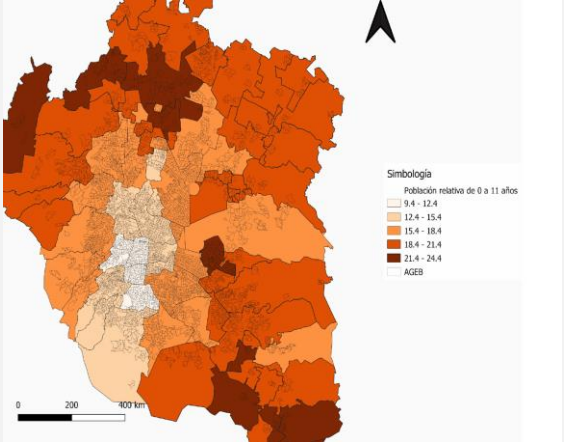 Simbología
Población relativa de 0 a 11 años
9.4 - 12.4
12.4 - 15.4
15.4 - 18.4
18.4 - 21.4
21.4 - 24.4
AGEB
0 200 400 km